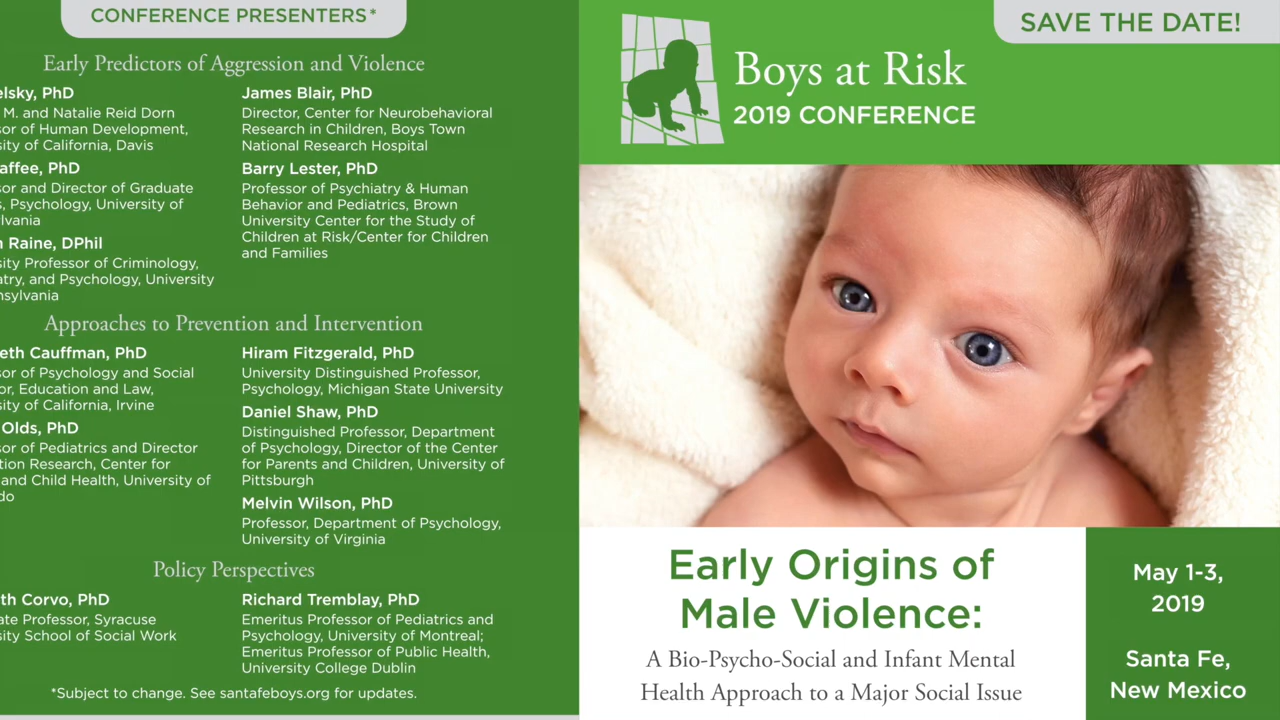 CONFERENCE PRESENTERS*
Early Predictors of Aggression and Violence
elsky, PhD
M. and Natalie Reid Dorn
sor of Human Development,
sity of California, Davis
affee, PhD
sor and Director of Graduate
s, Psychology, University of
lvania
n Raine, DPhil
sity Professor of Criminology,
atry, and Psychology, University
nsylvania
James Blair, PhD
Director, Center for Neurobehavioral
Research in Children, Boys Town
National Research Hospital
Barry Lester, PhD
Professor of Psychiatry & Human
Behavior and Pediatrics, Brown
University Center for the Study of
Children at Risk/Center for Children
and Families
Approaches to Prevention and Intervention
eth Cauffman, PhD
sor of Psychology and Social
or, Education and Law,
sity of California, Irvine
Olds, PhD
sor of Pediatrics and Director
tion Research, Center for
and Child Health, University of
do
Hiram Fitzgerald, PhD
University Distinguished Professor,
Psychology, Michigan State University
Daniel Shaw, PhD
Distinguished Professor, Department
of Psychology, Director of the Center
for Parents and Children, University of
Pittsburgh
Melvin Wilson, PhD
Professor, Department of Psychology,
University of Virginia
Policy Perspectives
th Corvo, PhD
ate Professor, Syracuse
sity School of Social Work
Richard Tremblay, PhD
Emeritus Professor of Pediatrics and
Psychology, University of Montreal;
Emeritus Professor of Public Health,
University College Dublin
*Subject to change. See santafeboys.org for updates.
SAVE THE DATE!
Boys at Risk
2019 CONFERENCE
Early Origins of
Male Violence:
A Bio-Psycho-Social and Infant Mental
Health Approach to a Major Social Issue
May 1-3,
2019
Santa Fe,
New Mexico